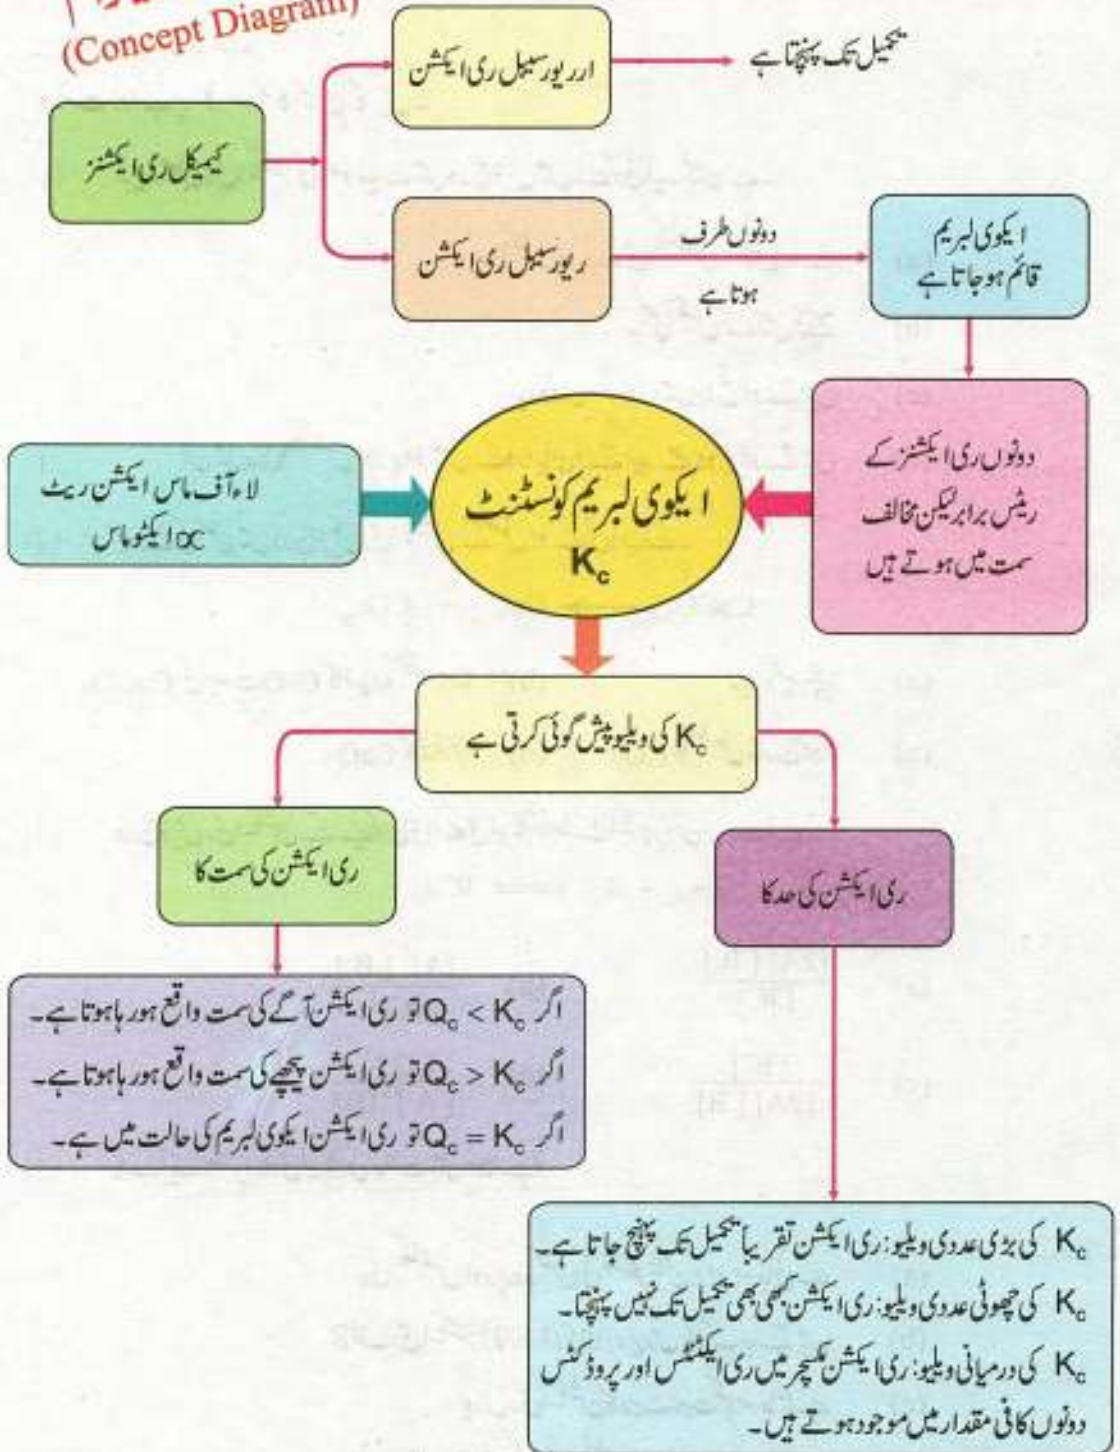 (Concept Diagram)
کیمیکل ری ایکشنز
ارریورسیبل ری ایکشن
تکمیل تک پہنچتا ہے
ریورسیبل ری ایکشن
دونوں طرف
ہوتا ہے
ایکوی لبریم
قائم ہو جاتا ہے
دونوں ری ایکشنز کے
ریٹس برابر لیکن مخالف
سمت میں ہوتے ہیں
لاء آف ماس ایکشن ریٹ
∝ ایکٹو ماس
ایکوی لبریم کونسٹنٹ
Kc
Kc کی ویلیو پیش گوئی کرتی ہے
ری ایکشن کی سمت کا
ری ایکشن کی حد کا
اگر Qc < Kc تو ری ایکشن آگے کی سمت واقع ہو رہا ہوتا ہے۔
اگر Qc > Kc تو ری ایکشن پیچھے کی سمت واقع ہو رہا ہوتا ہے۔
اگر Qc = Kc تو ری ایکشن ایکوی لبریم کی حالت میں ہے۔
Kc کی بڑی عددی ویلیو: ری ایکشن تقریباً تکمیل تک پہنچ جاتا ہے۔
Kc کی چھوٹی عددی ویلیو: ری ایکشن کبھی بھی تکمیل تک نہیں پہنچتا۔
Kc کی درمیانی ویلیو: ری ایکشن مکسچر میں ری ایکٹنٹس اور پروڈکٹس
دونوں کافی مقدار میں موجود ہوتے ہیں۔